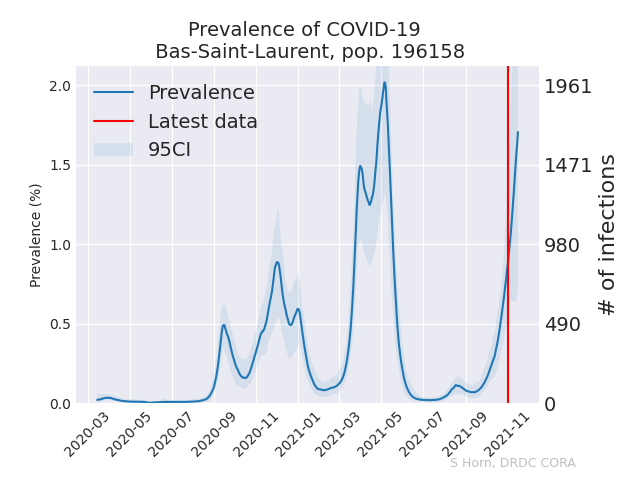 Prevalence of COVID-19
Bas-Saint-Laurent, pop. 196158
Prevalence
Latest data
95CI
Prevalence (%)
2.0
1.5
1.0
0.5
0.0
1961
1471
980
490
0
# of infections
2020-03
2020-05
2020-07
2020-09
2020-11
2021-01
2021-03
2021-05
2021-07
2021-09
2021-11
S Horn, DRDC CORA